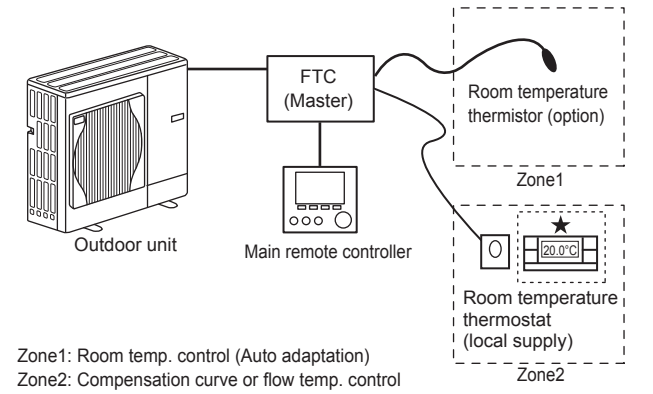 FTC
(Master)
Room temperature
thermistor (option)
Zone1
Outdoor unit
Main remote controller
20.0°C
Room temperature
thermostat
(local supply)
Zone2
Zone1: Room temp. control (Auto adaptation)
Zone2: Compensation curve or flow temp. control